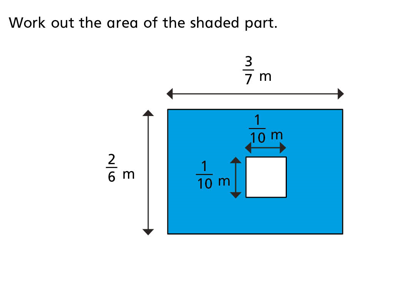 Work out the area of the shaded part.
3/7 m
1/10 m
2/6 m
1/10 m